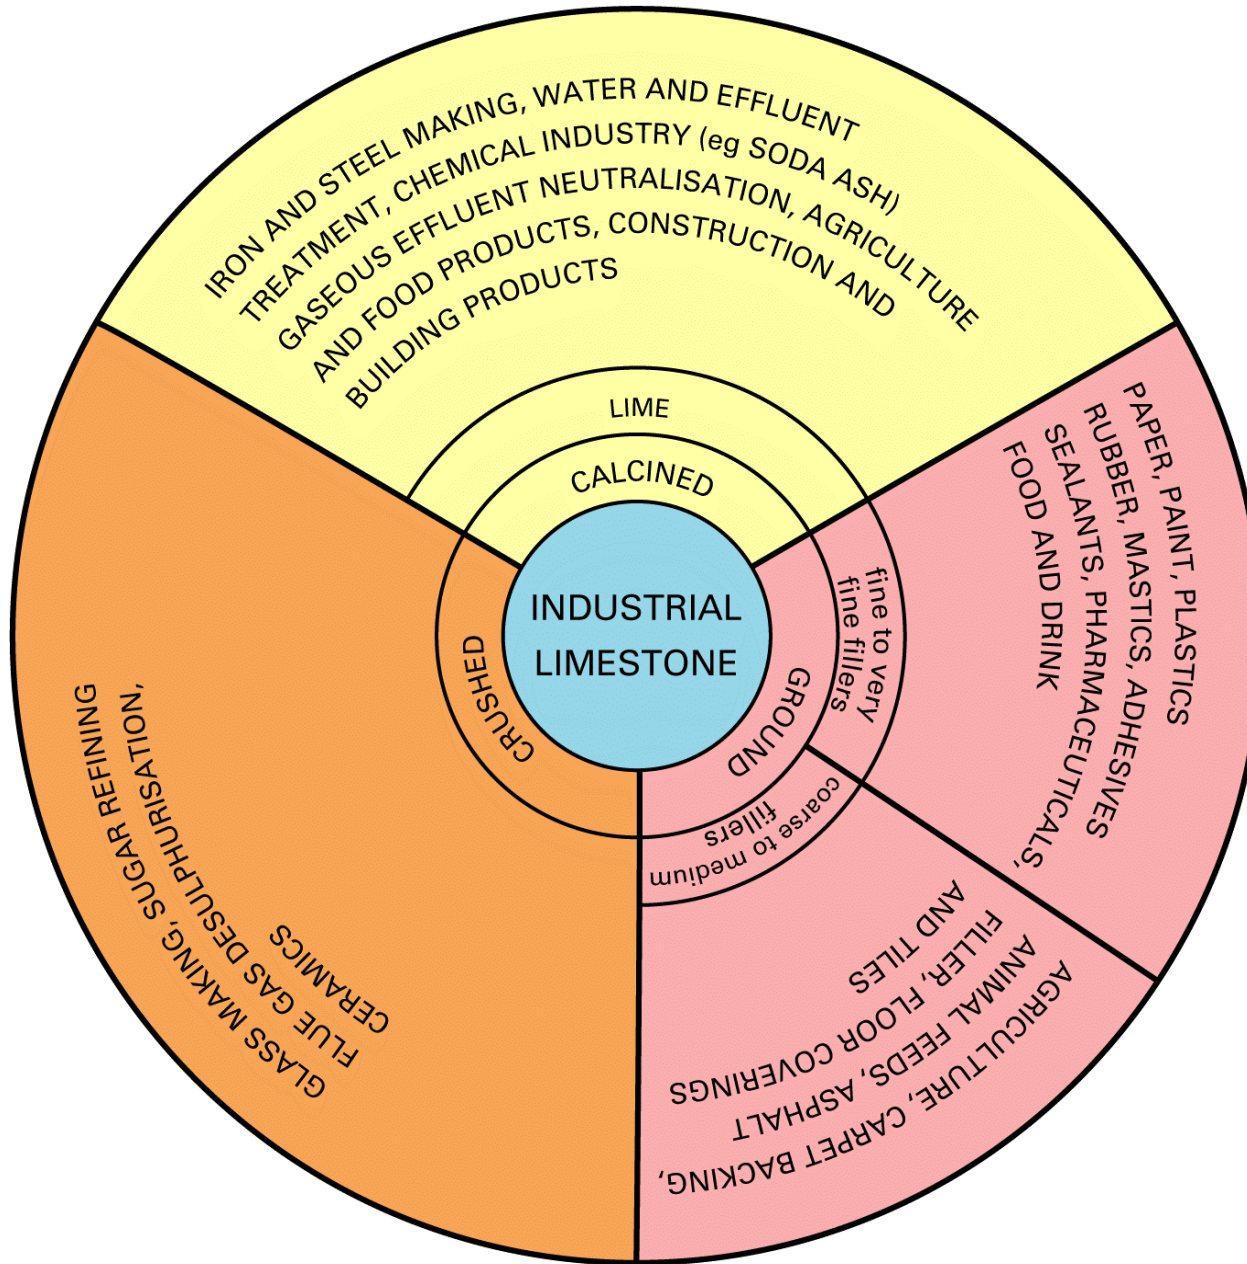 IRON AND STEEL MAKING, WATER AND EFFLUENT
TREATMENT, CHEMICAL INDUSTRY (eg SODA ASH)
GASEOUS EFFLUENT NEUTRALISATION, AGRICULTURE
AND FOOD PRODUCTS, CONSTRUCTION AND
BUILDING PRODUCTS
LIME
CALCINED
INDUSTRIAL
LIMESTONE
GROUND
fine to very
fine fillers
PAPER, PAINT, PLASTICS
RUBBER, MASTICS, ADHESIVES
SEALANTS, PHARMACEUTICALS,
FOOD AND DRINK
coarse to medium
fillers
AGRICULTURE, CARPET BACKING,
ANIMAL FEEDS, ASPHALT
FILLER, FLOOR COVERINGS
AND TILES
CRUSHED
GLASS MAKING, SUGAR REFINING
FLUE GAS DESULPHURISATION,
CERAMICS